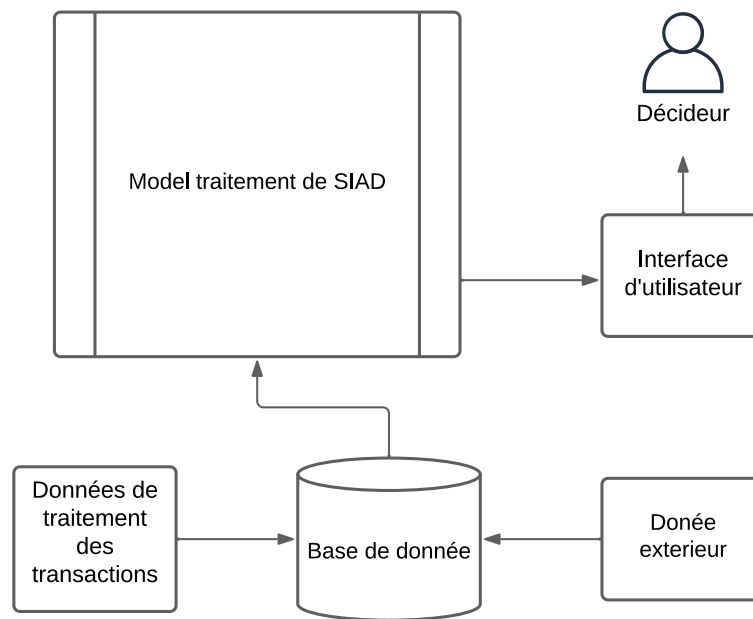 Décideur
Model traitement de SIAD
Interface
d'utilisateur
Données de
traitement
des
transactions
Base de donnée
Donée
exterieur